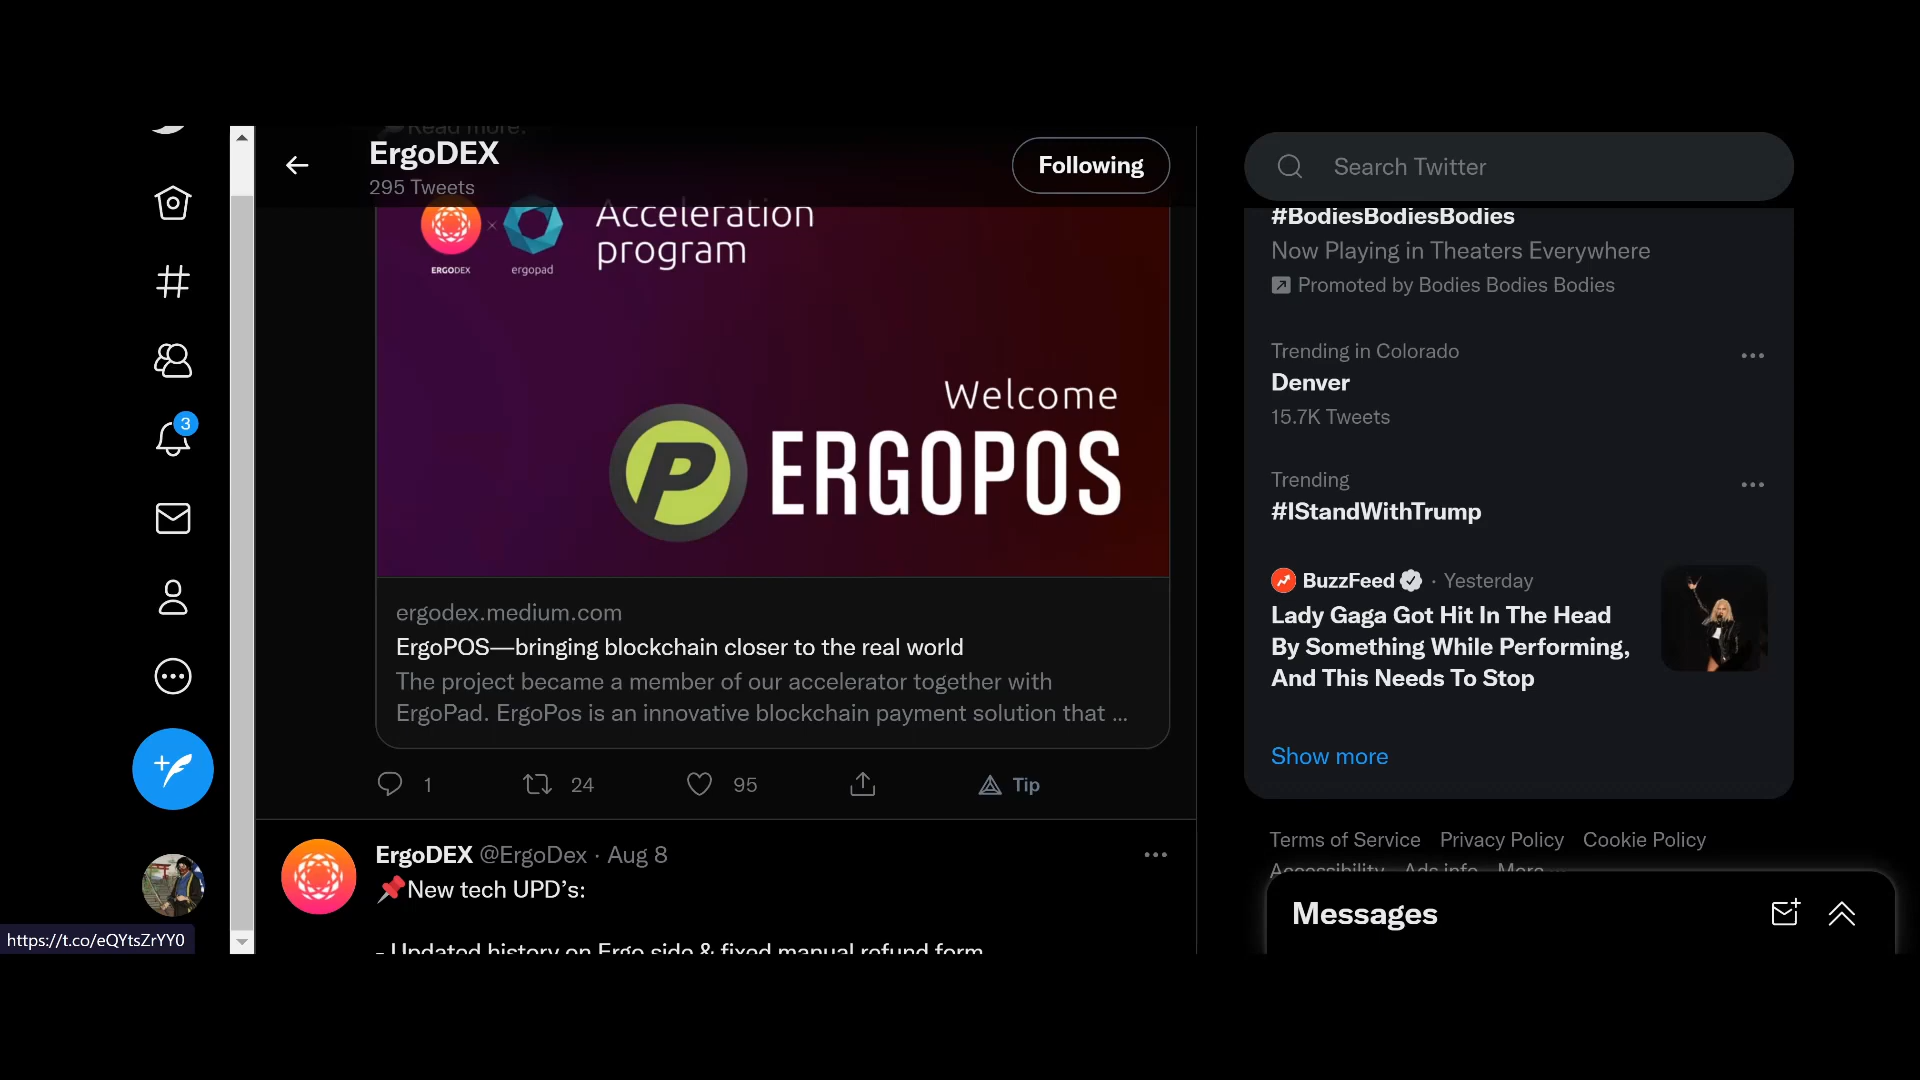 Read more:
ErgoDEX
295 Tweets
Following
Acceleration
program
ERGODEX
×
ergopad
Welcome
P ERGOPOS
ergodex.medium.com
ErgoPOS—bringing blockchain closer to the real world
The project became a member of our accelerator together with
ErgoPad. ErgoPos is an innovative blockchain payment solution that ...
1
24
95
Tip
ErgoDEX @ErgoDex · Aug 8
📌New tech UPD’s:
- Updated history on Ergo side & fixed manual refund form
3
https://t.co/eQYtsZrYY0
Search Twitter
#BodiesBodiesBodies
Now Playing in Theaters Everywhere
Promoted by Bodies Bodies Bodies
Trending in Colorado
Denver
15.7K Tweets
Trending
#IStandWithTrump
BuzzFeed · Yesterday
Lady Gaga Got Hit In The Head
By Something While Performing,
And This Needs To Stop
Show more
Terms of Service Privacy Policy Cookie Policy
Accessibility Ads info More ...
Messages